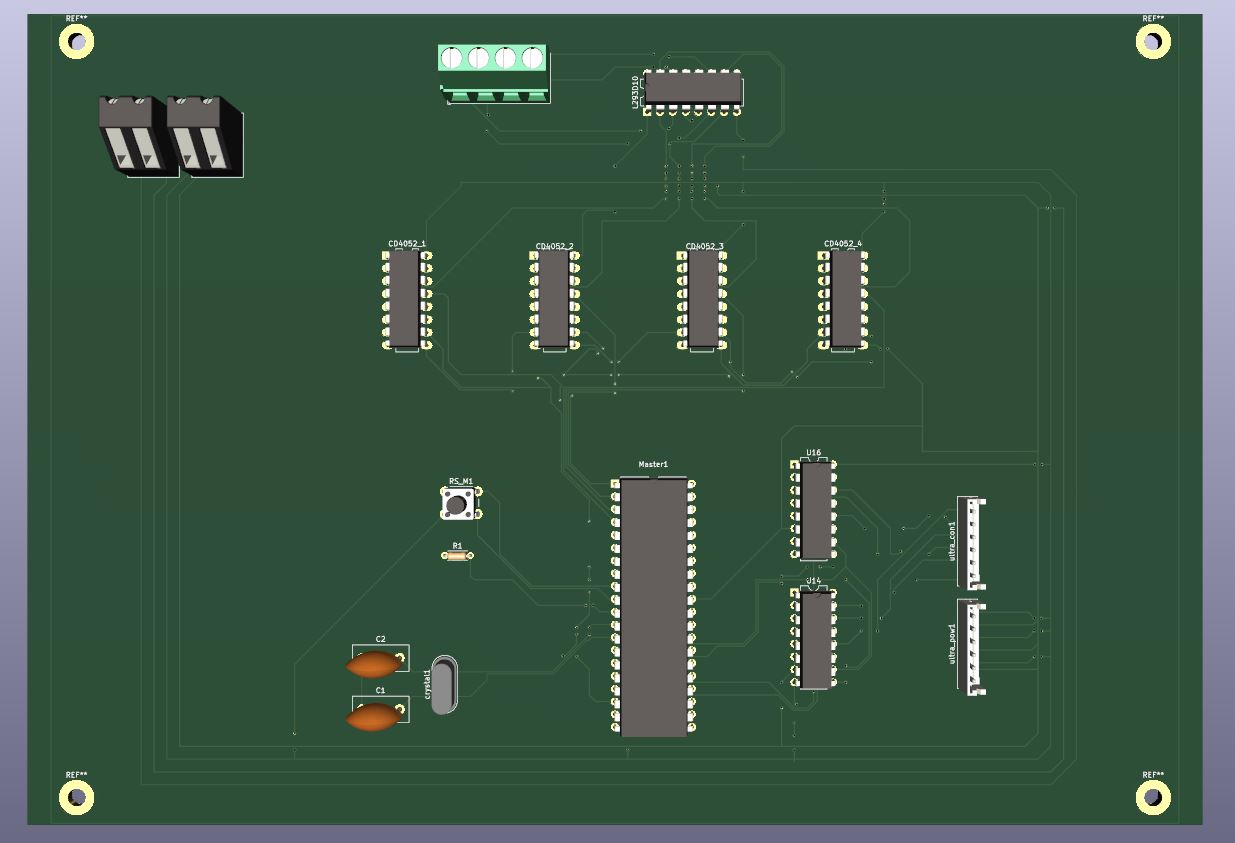 REF**
REF**
L293D10
CD4052_1
CD4052_2
CD4052_3
CD4052_4
U16
Master1
RS_M1
ultra_con1
R1
U14
ultra_pow1
C2
crystal1
C1
REF**
REF**